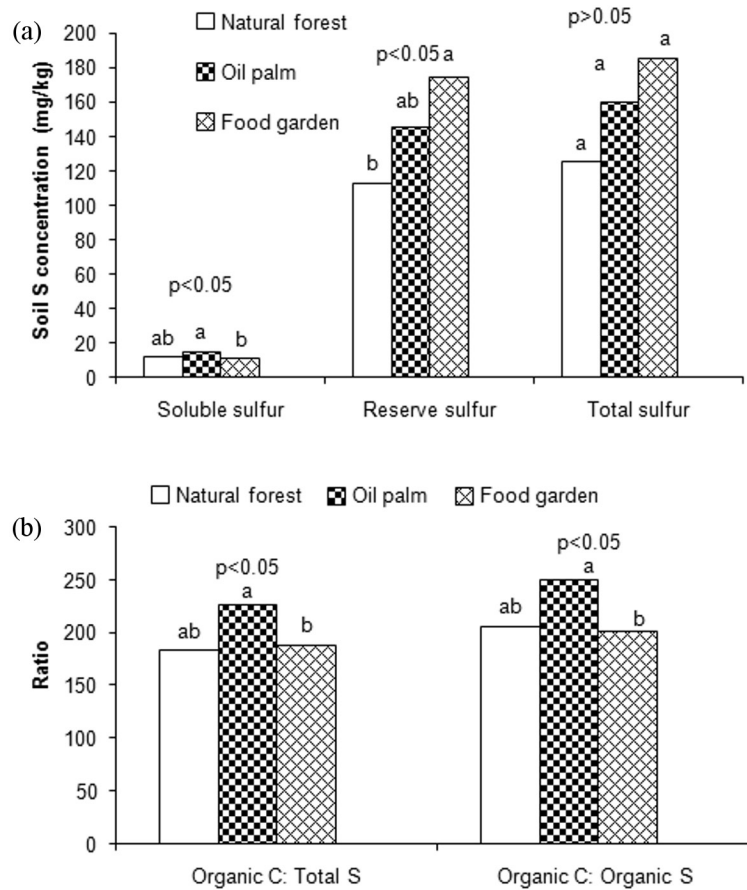 (a)
Natural forest
Oil palm
Food garden
p<0.05
p<0.05 a
p>0.05
Soil S concentration (mg/kg)
200
180
160
140
120
100
80
60
40
20
0
ab a b
b ab
a a a
Soluble sulfur Reserve sulfur Total sulfur
(b)
Natural forest Oil palm Food garden
Ratio
300
250
200
150
100
50
0
p<0.05
ab a b
p<0.05
ab a b
Organic C: Total S Organic C: Organic S